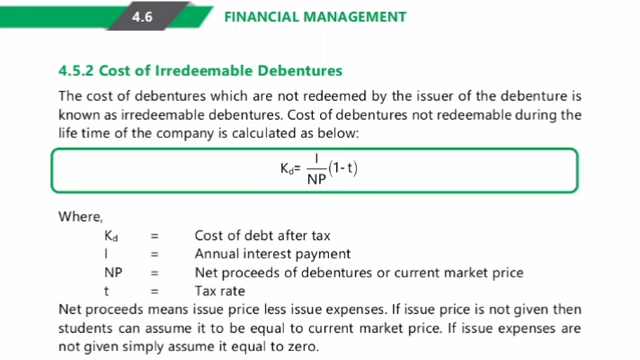 4.6
FINANCIAL MANAGEMENT
4.5.2 Cost of Irredeemable Debentures
The cost of debentures which are not redeemed by the issuer of the debenture is
known as irredeemable debentures. Cost of debentures not redeemable during the
life time of the company is calculated as below:
Kd= I/NP (1-t)
Where,
Kd = Cost of debt after tax
I = Annual interest payment
NP = Net proceeds of debentures or current market price
t = Tax rate
Net proceeds means issue price less issue expenses. If issue price is not given then
students can assume it to be equal to current market price. If issue expenses are
not given simply assume it equal to zero.